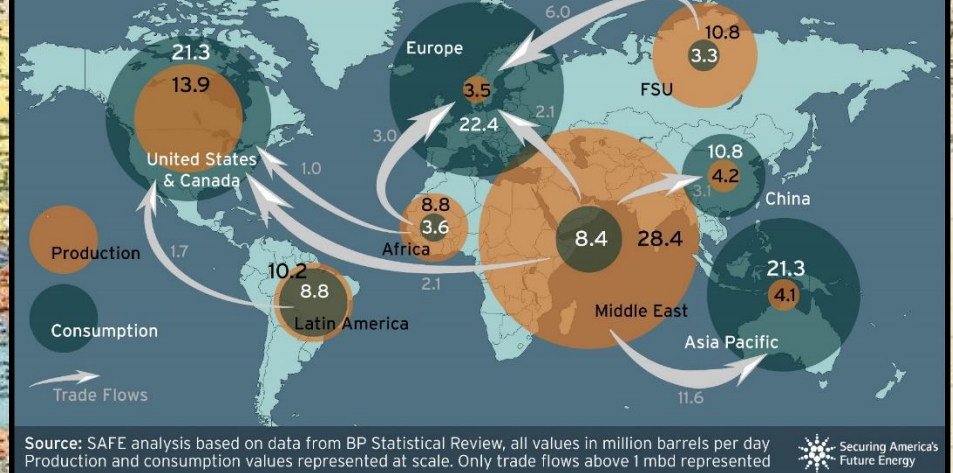 6.0
21.3
Europe
10.8
3.3
13.9
3.5
FSU
22.4
2.1
3.0
United States
& Canada
1.0
10.8
4.2
3.1
China
8.8
3.6
Africa
8.4
28.4
Production
1.7
2.1
10.2
8.8
Latin America
21.3
4.1
Middle East
Asia Pacific
Consumption
Trade Flows
11.6
Source: SAFE analysis based on data from BP Statistical Review, all values in million barrels per day
Production and consumption values represented at scale. Only trade flows above 1 mbd represented
Securing America's
Future Energy